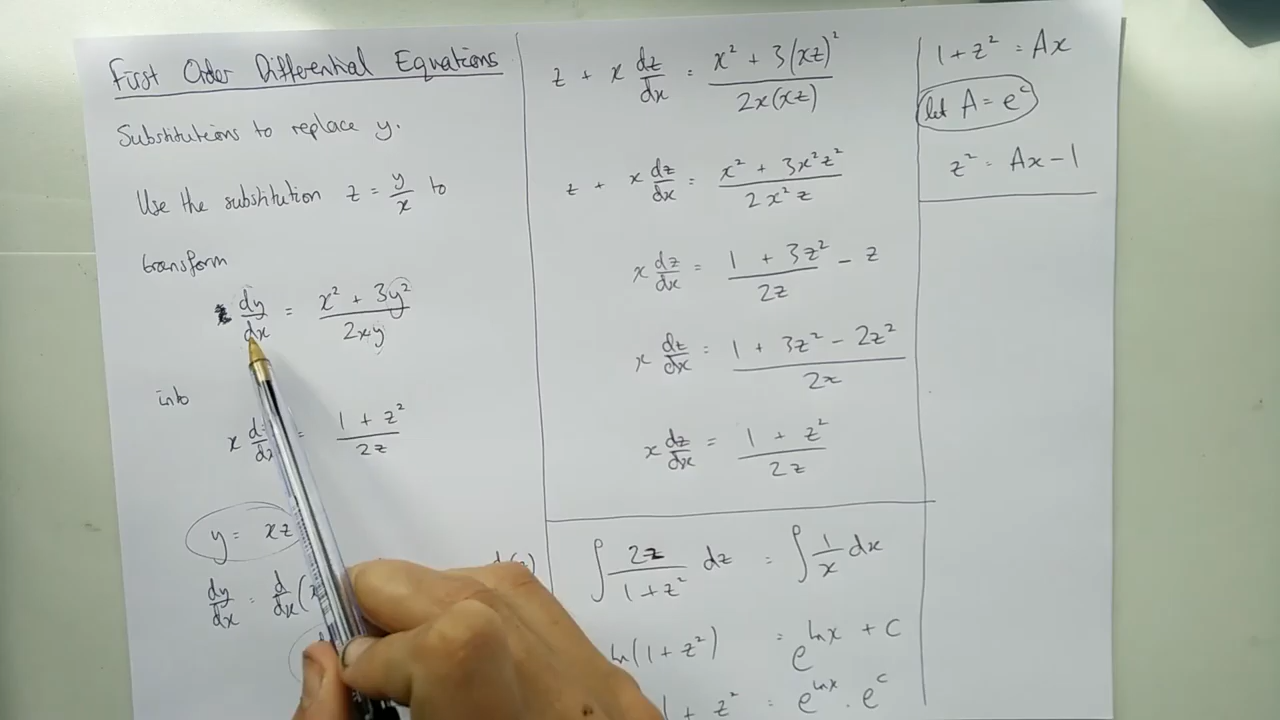 First Order Differential Equations
Substitutions to replace y.
Use the substitution z = y/x to
transform
dy/dx = (x² + 3y²)/(2xy)
into
x d/dx = (1 + z²)/(2z)
y = xz
dy/dx = d/dx(
z + x dz/dx = (x² + 3(xz)²)/(2x(xz))
z + x dz/dx = (x² + 3x²z²)/(2x²z)
x dz/dx = (1 + 3z²)/(2z) - z
x dz/dx = (1 + 3z² - 2z²)/(2x)
x dz/dx = (1 + z²)/(2z)
∫ 2z/(1+z²) dz = ∫ 1/x dx
ln(1+z²) = e^(ln x + c)
1 + z² = e^(ln x) . e^c
1 + z² = Ax
let A = e^c
z² = Ax - 1